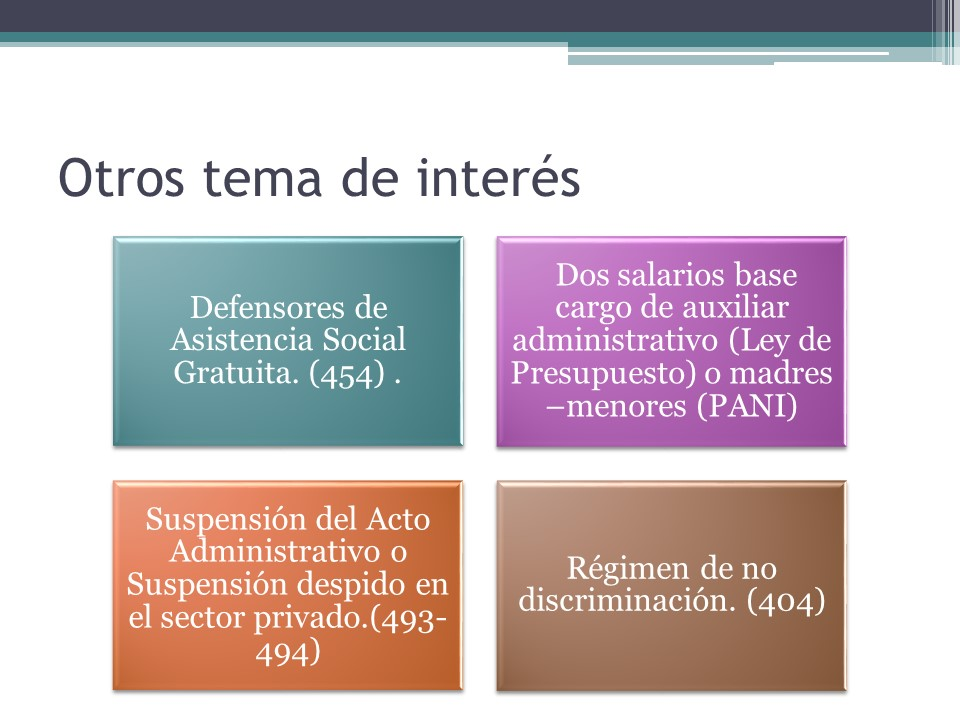 Otros tema de interés
Defensores de
Asistencia Social
Gratuita. (454) .
Dos salarios base
cargo de auxiliar
administrativo (Ley de
Presupuesto) o madres
–menores (PANI)
Suspensión del Acto
Administrativo o
Suspensión despido en
el sector privado.(493-
494)
Régimen de no
discriminación. (404)